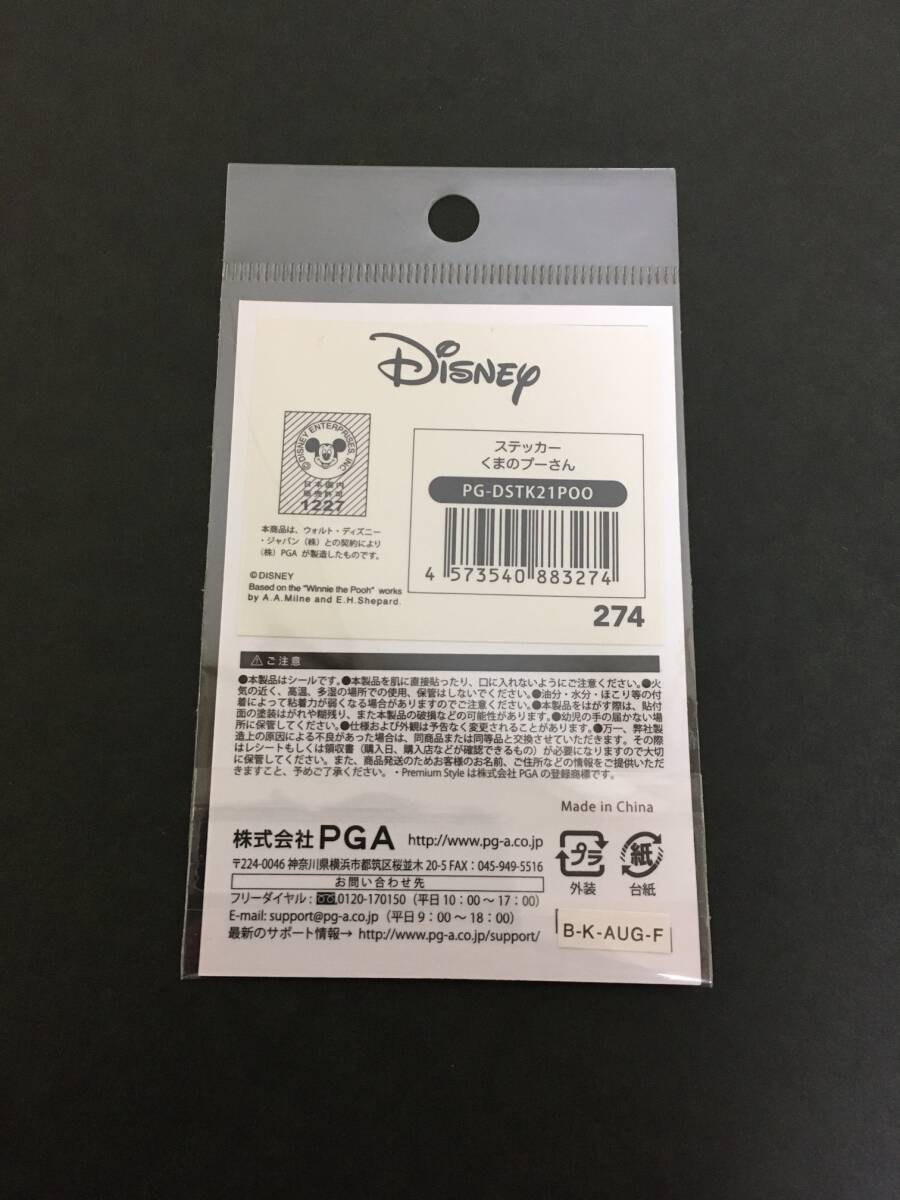 Disney
© DISNEY ENTERPRISES, INC.
日本国内
販売許可
1227
本商品は、ウォルト・ディズニー
・ジャパン（株）との契約により
（株）PGA が製造したものです。
©DISNEY
Based on the "Winnie the Pooh" works
by A.A.Milne and E.H.Shepard.
ステッカー
くまのプーさん
PG-DSTK21POO
4 573540 883274
274
⚠ご注意
●本製品はシールです。●本製品を肌に直接貼ったり、口に入れないようにご注意ください。●火
気の近く、高温、多湿の場所での使用、保管はしないでください。●油分・水分・ほこり等の付
着によって粘着力が弱くなる場合がありますのでご注意ください。●本製品をはがす際は、貼付
面の塗装はがれや糊残り、また本製品の破損などの可能性があります。●幼児の手の届かない場
所に保管してください。●仕様および外観は予告なく変更されることがあります。●万一、弊社製
造上の原因による不良があった場合は、同商品または同等品と交換させていただきます。その際
はレシートもしくは領収書（購入日、購入店などが確認できるもの）が必要になりますので大切
に保管してください。また、商品発送のためお客様のお名前、ご住所などの情報をご提供いただ
きますこと、予めご了承ください。・Premium Style は株式会社 PGA の登録商標です。
Made in China
株式会社PGA http://www.pg-a.co.jp
〒224-0046 神奈川県横浜市都筑区桜並木 20-5 FAX：045-949-5516
お問い合わせ先
フリーダイヤル：0120-170150（平日 10：00〜17：00）
E-mail: support@pg-a.co.jp（平日 9：00〜18：00）
最新のサポート情報→ http://www.pg-a.co.jp/support/
プラ
外装
紙
台紙
B-K-AUG-F